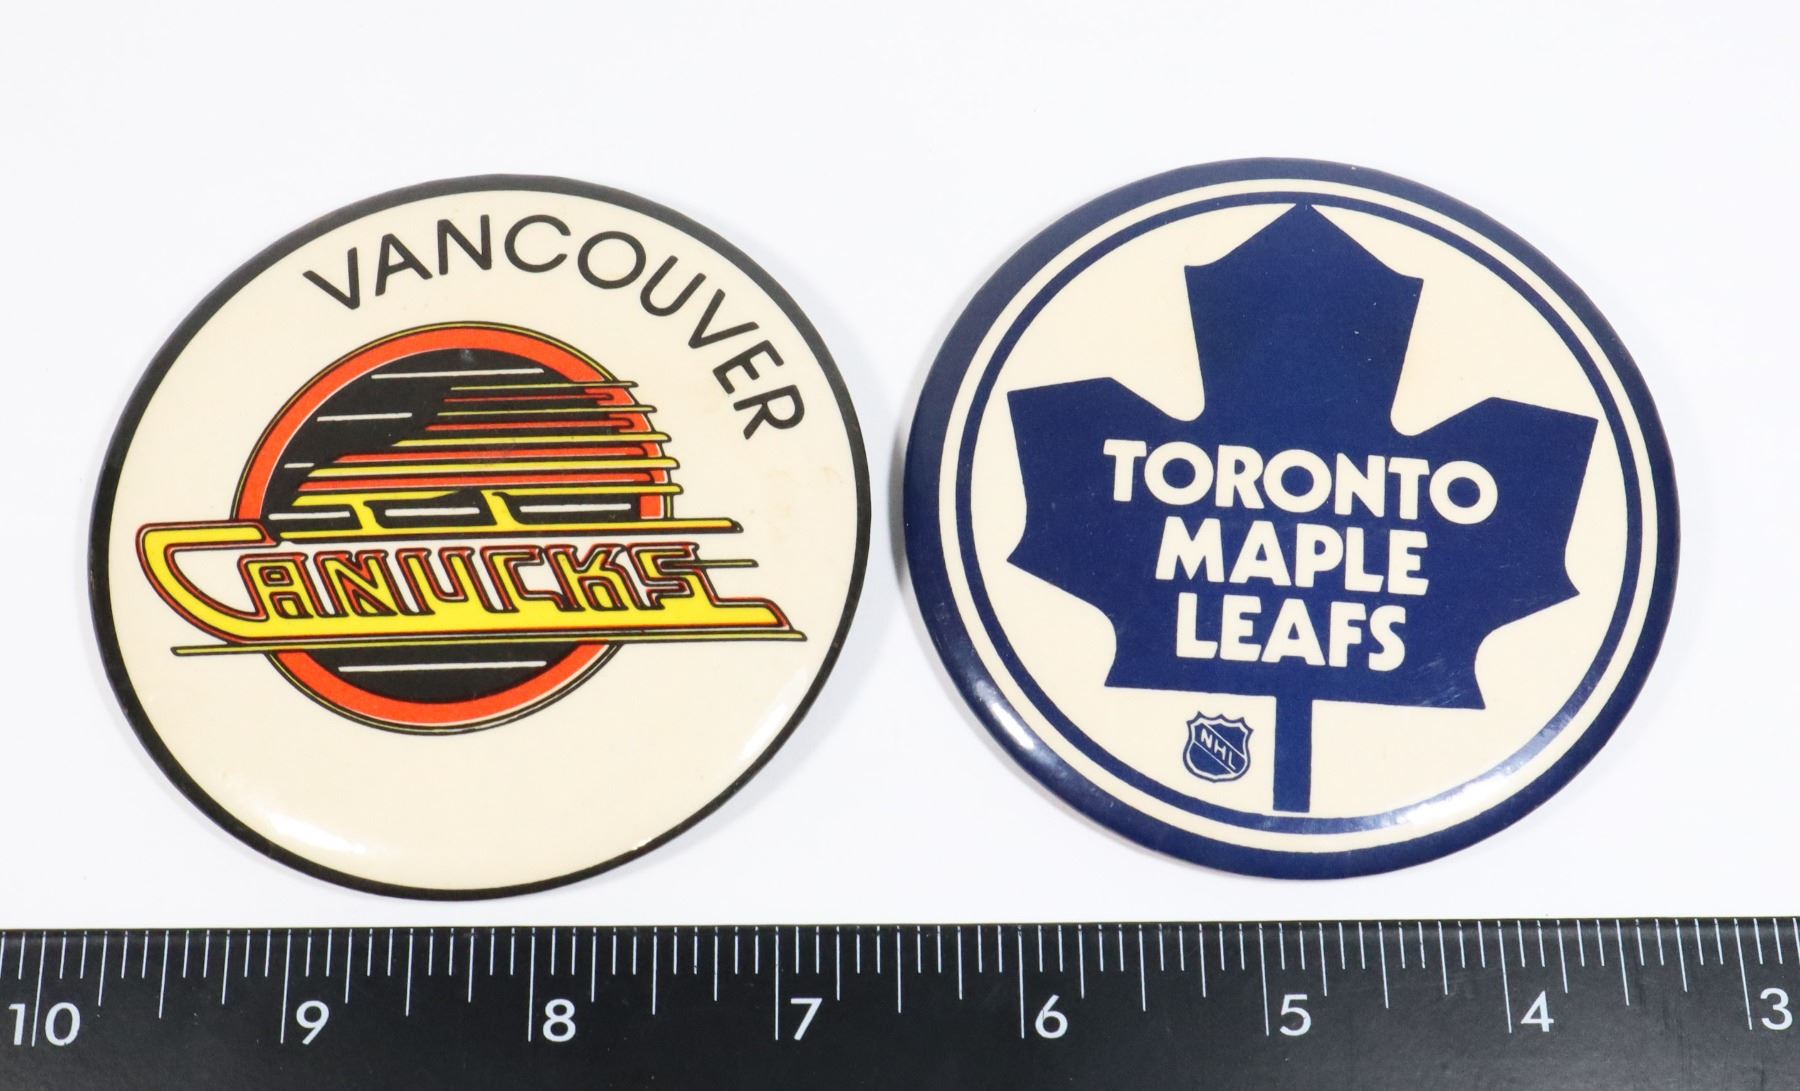 VANCOUVER
CANUCKS
TORONTO
MAPLE
LEAFS
NHL
10 9 8 7 6 5 4 3